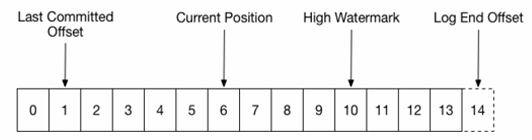 Last Committed Offset
Current Position
High Watermark
Log End Offset
0 1 2 3 4 5 6 7 8 9 10 11 12 13 14